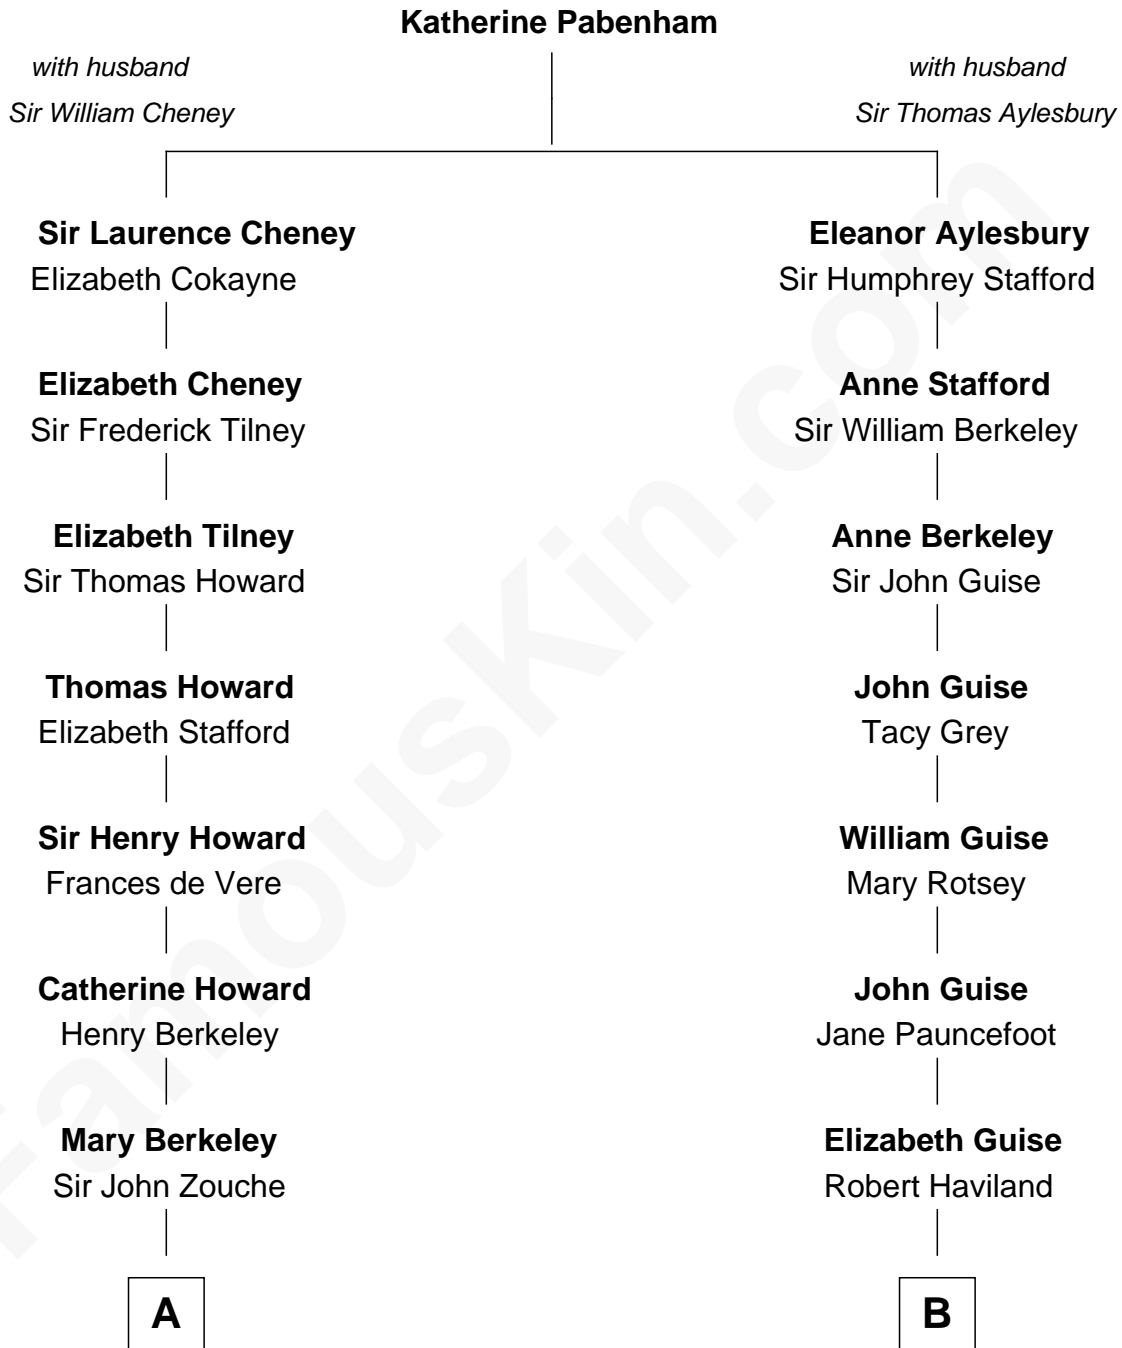 Katherine Pabenham
with husband
Sir William Cheney
with husband
Sir Thomas Aylesbury
Sir Laurence Cheney
Elizabeth Cokayne
Eleanor Aylesbury
Sir Humphrey Stafford
Elizabeth Cheney
Sir Frederick Tilney
Anne Stafford
Sir William Berkeley
Elizabeth Tilney
Sir Thomas Howard
Anne Berkeley
Sir John Guise
Thomas Howard
Elizabeth Stafford
John Guise
Tacy Grey
Sir Henry Howard
Frances de Vere
William Guise
Mary Rotsey
Catherine Howard
Henry Berkeley
John Guise
Jane Pauncefoot
Mary Berkeley
Sir John Zouche
Elizabeth Guise
Robert Haviland
A
B
FamousKin.com